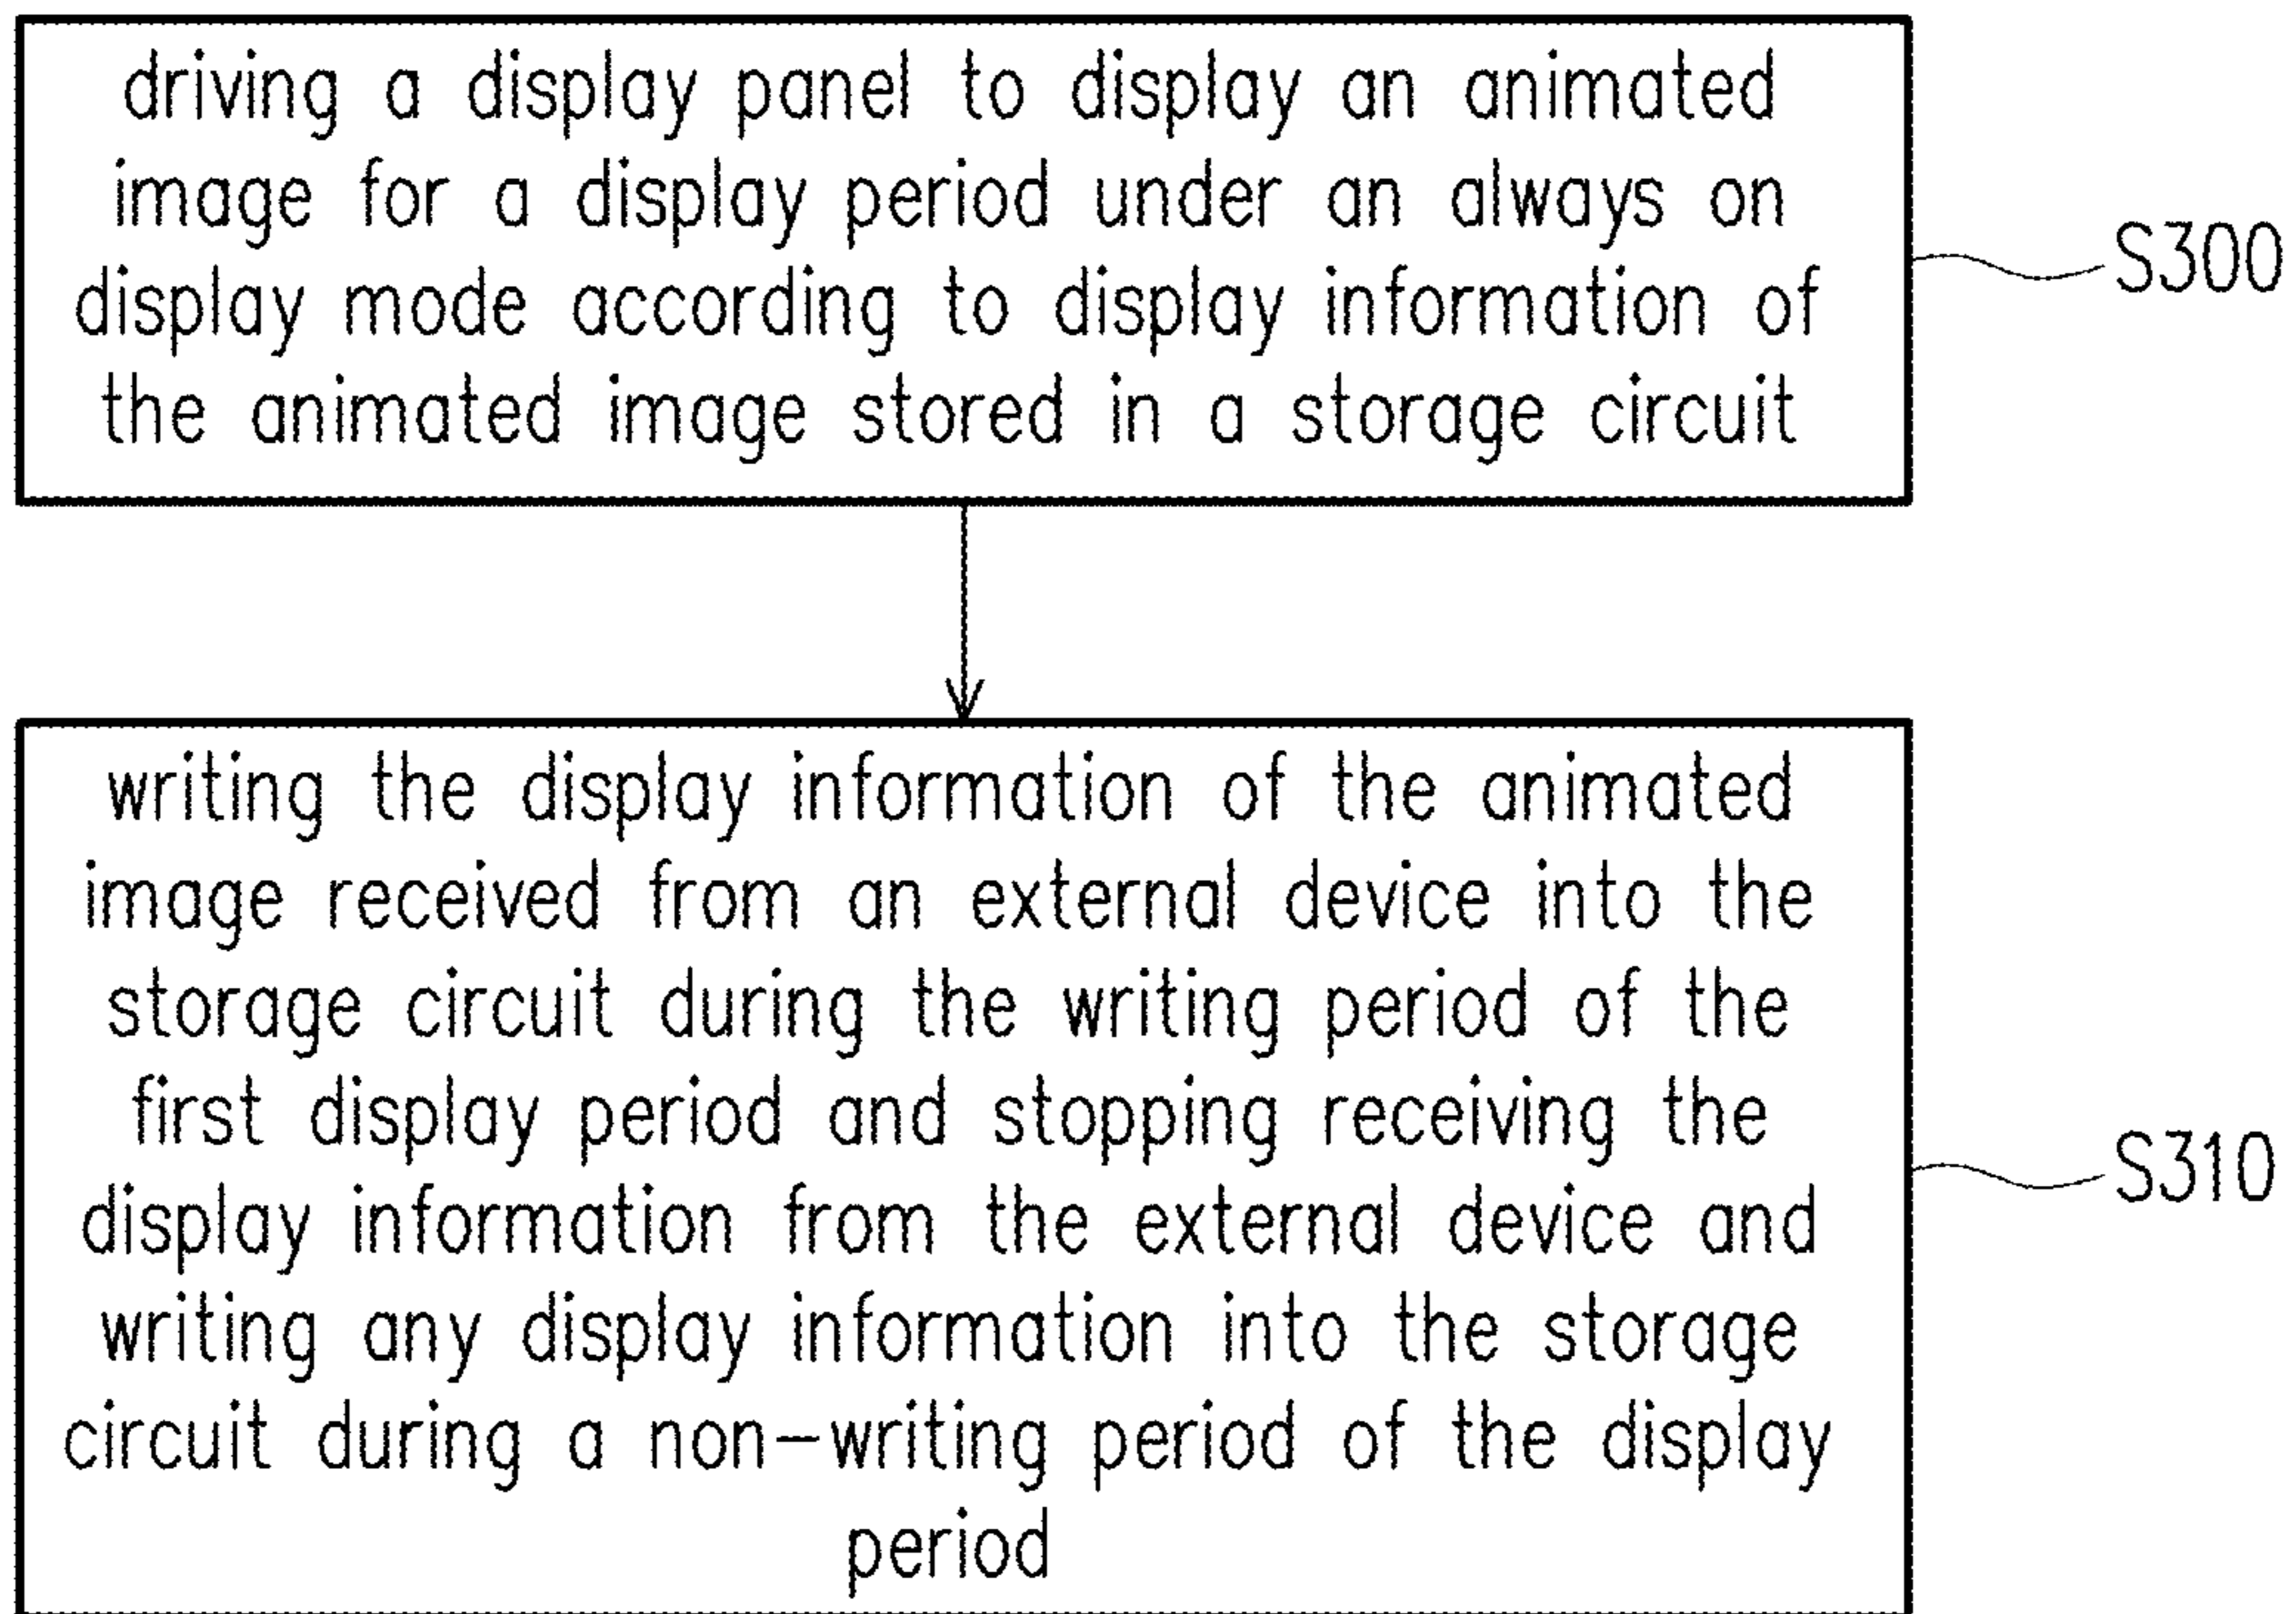 driving a display panel to display an animated
image for a display period under an always on
display mode according to display information of
the animated image stored in a storage circuit
S300
writing the display information of the animated
image received from an external device into the
storage circuit during the writing period of the
first display period and stopping receiving the
display information from the external device and
writing any display information into the storage
circuit during a non-writing period of the display
period
S310